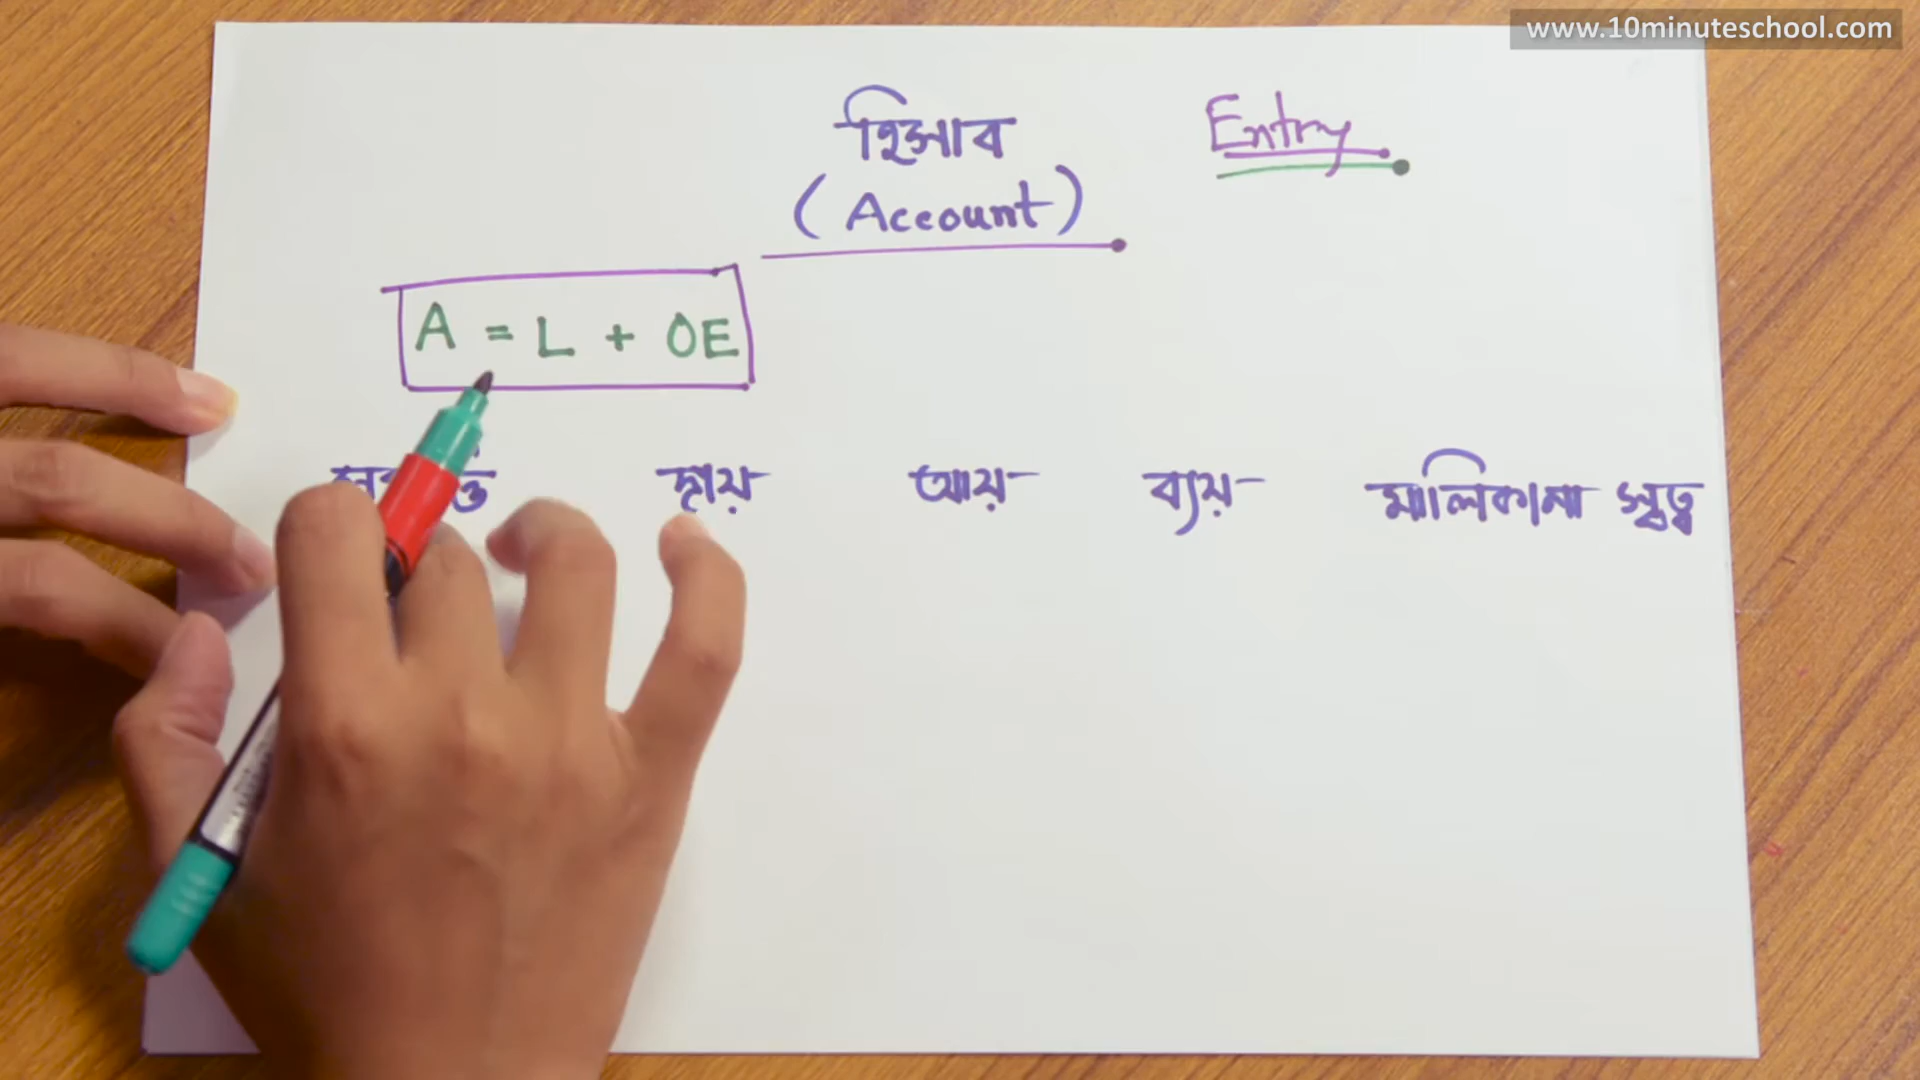 www.10minuteschool.com
হিসাব
Entry
(Account)
A = L + OE
দায় আয় ব্যয় মালিকানা স্বত্ব